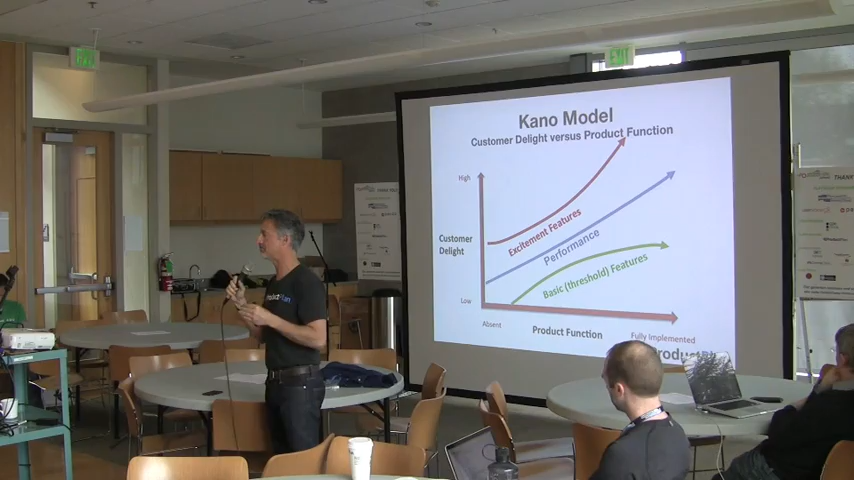 EXIT
EXIT
Kano Model
Customer Delight versus Product Function
High
Customer
Delight
Low
Excitement Features
Performance
Basic (threshold) Features
Absent
Product Function
Fully Implemented